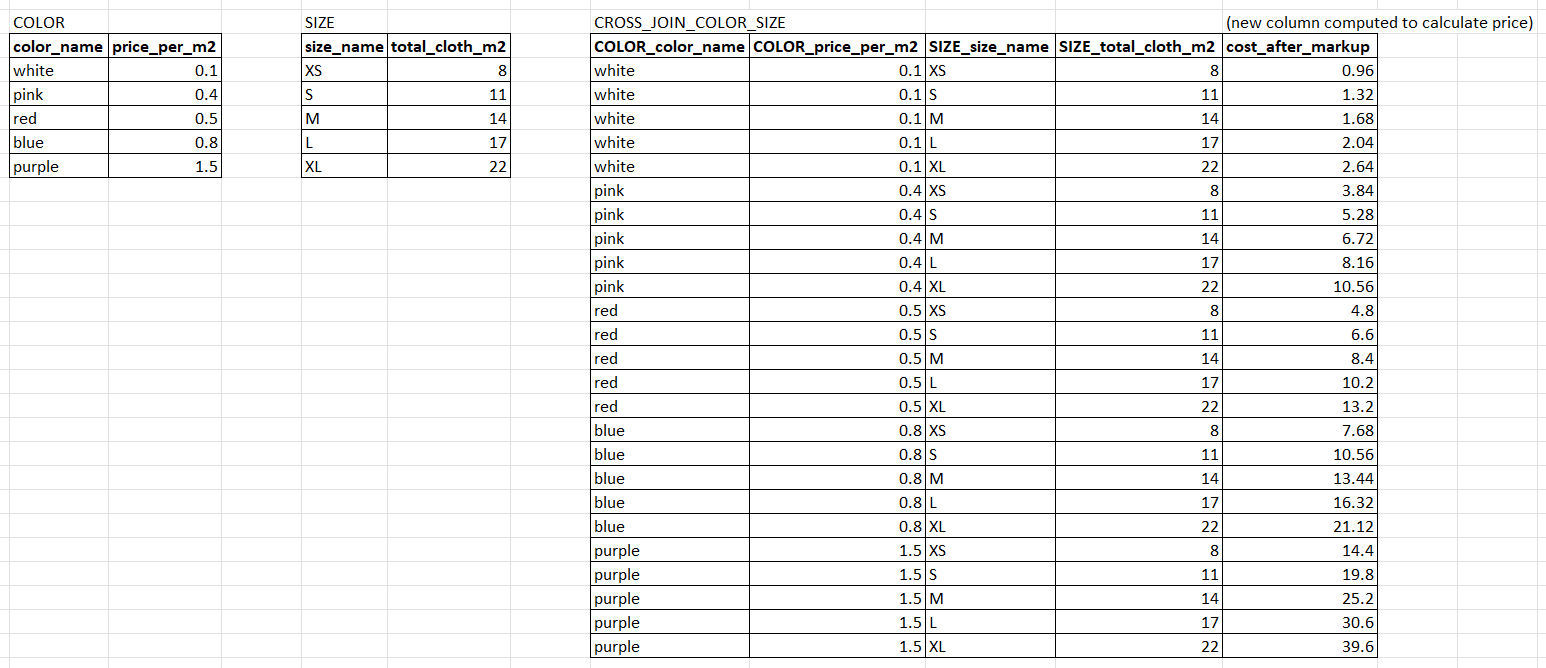 COLOR SIZE CROSS_JOIN_COLOR_SIZE (new column computed to calculate price)
color_name price_per_m2 size_name total_cloth_m2 COLOR_color_name COLOR_price_per_m2 SIZE_size_name SIZE_total_cloth_m2 cost_after_markup
white 0.1 XS 8 white 0.1 XS 8 0.96
pink 0.4 S 11 white 0.1 S 11 1.32
red 0.5 M 14 white 0.1 M 14 1.68
blue 0.8 L 17 white 0.1 L 17 2.04
purple 1.5 XL 22 white 0.1 XL 22 2.64
pink 0.4 XS 8 3.84
pink 0.4 S 11 5.28
pink 0.4 M 14 6.72
pink 0.4 L 17 8.16
pink 0.4 XL 22 10.56
red 0.5 XS 8 4.8
red 0.5 S 11 6.6
red 0.5 M 14 8.4
red 0.5 L 17 10.2
red 0.5 XL 22 13.2
blue 0.8 XS 8 7.68
blue 0.8 S 11 10.56
blue 0.8 M 14 13.44
blue 0.8 L 17 16.32
blue 0.8 XL 22 21.12
purple 1.5 XS 8 14.4
purple 1.5 S 11 19.8
purple 1.5 M 14 25.2
purple 1.5 L 17 30.6
purple 1.5 XL 22 39.6